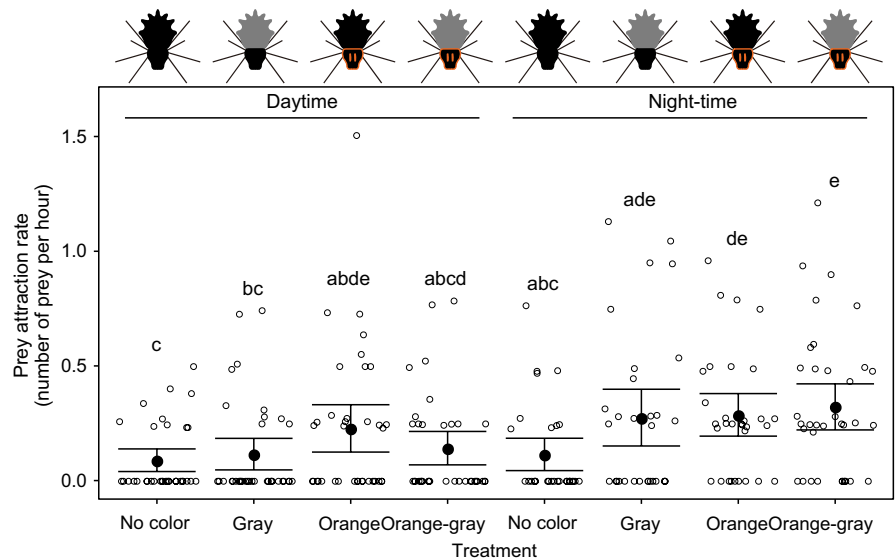 Daytime Night-time
Prey attraction rate
(number of prey per hour)
1.5
1.0
0.5
0.0
c
bc
abde
abcd
abc
ade
de
e
No color Gray Orange Orange-gray No color Gray Orange Orange-gray
Treatment